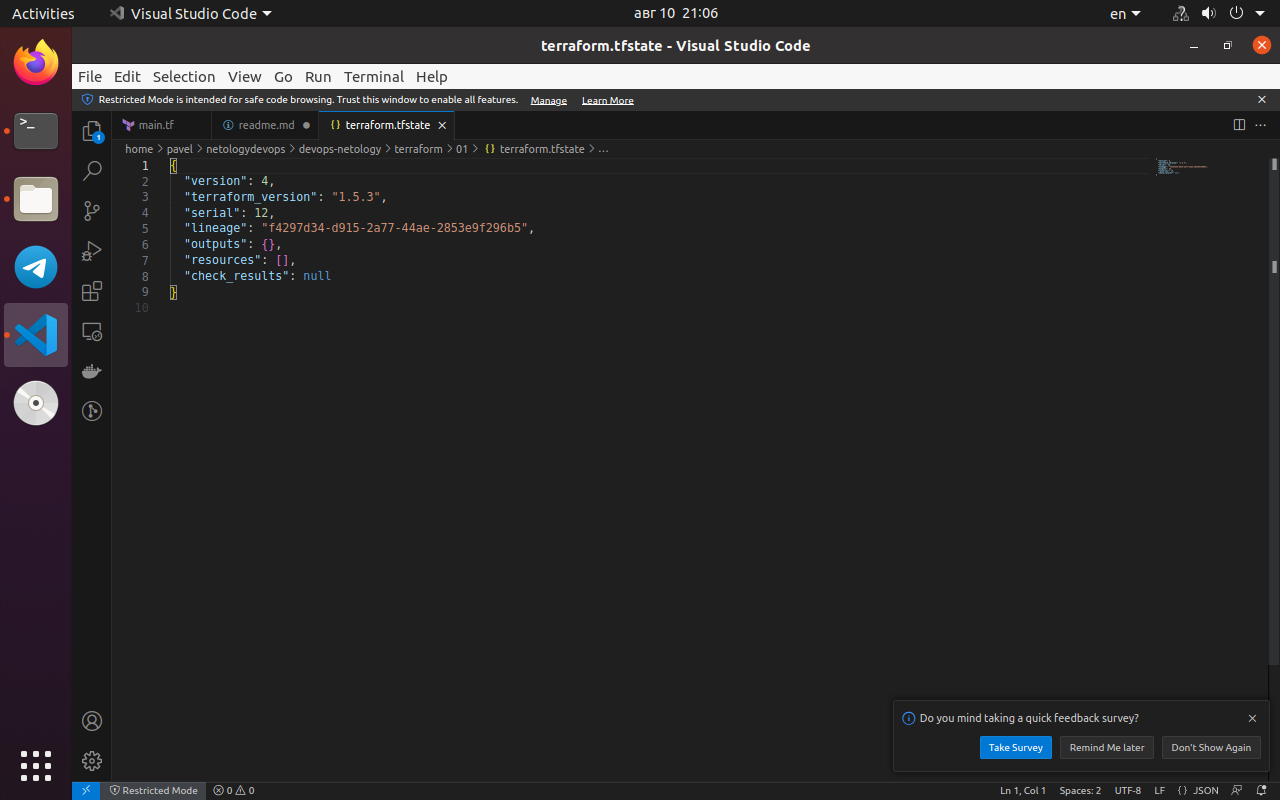 Activities
Visual Studio Code
авг 10 21:06
en
terraform.tfstate - Visual Studio Code
File Edit Selection View Go Run Terminal Help
Restricted Mode is intended for safe code browsing. Trust this window to enable all features. Manage Learn More
1
main.tf
readme.md
terraform.tfstate
home > pavel > netologydevops > devops-netology > terraform > 01 > {} terraform.tfstate > ...
1 {
2 "version": 4,
3 "terraform_version": "1.5.3",
4 "serial": 12,
5 "lineage": "f4297d34-d915-2a77-44ae-2853e9f296b5",
6 "outputs": {},
7 "resources": [],
8 "check_results": null
9 }
10
Do you mind taking a quick feedback survey?
Take Survey
Remind Me later
Don't Show Again
Restricted Mode
0 0
Ln 1, Col 1
Spaces: 2
UTF-8
LF
{} JSON